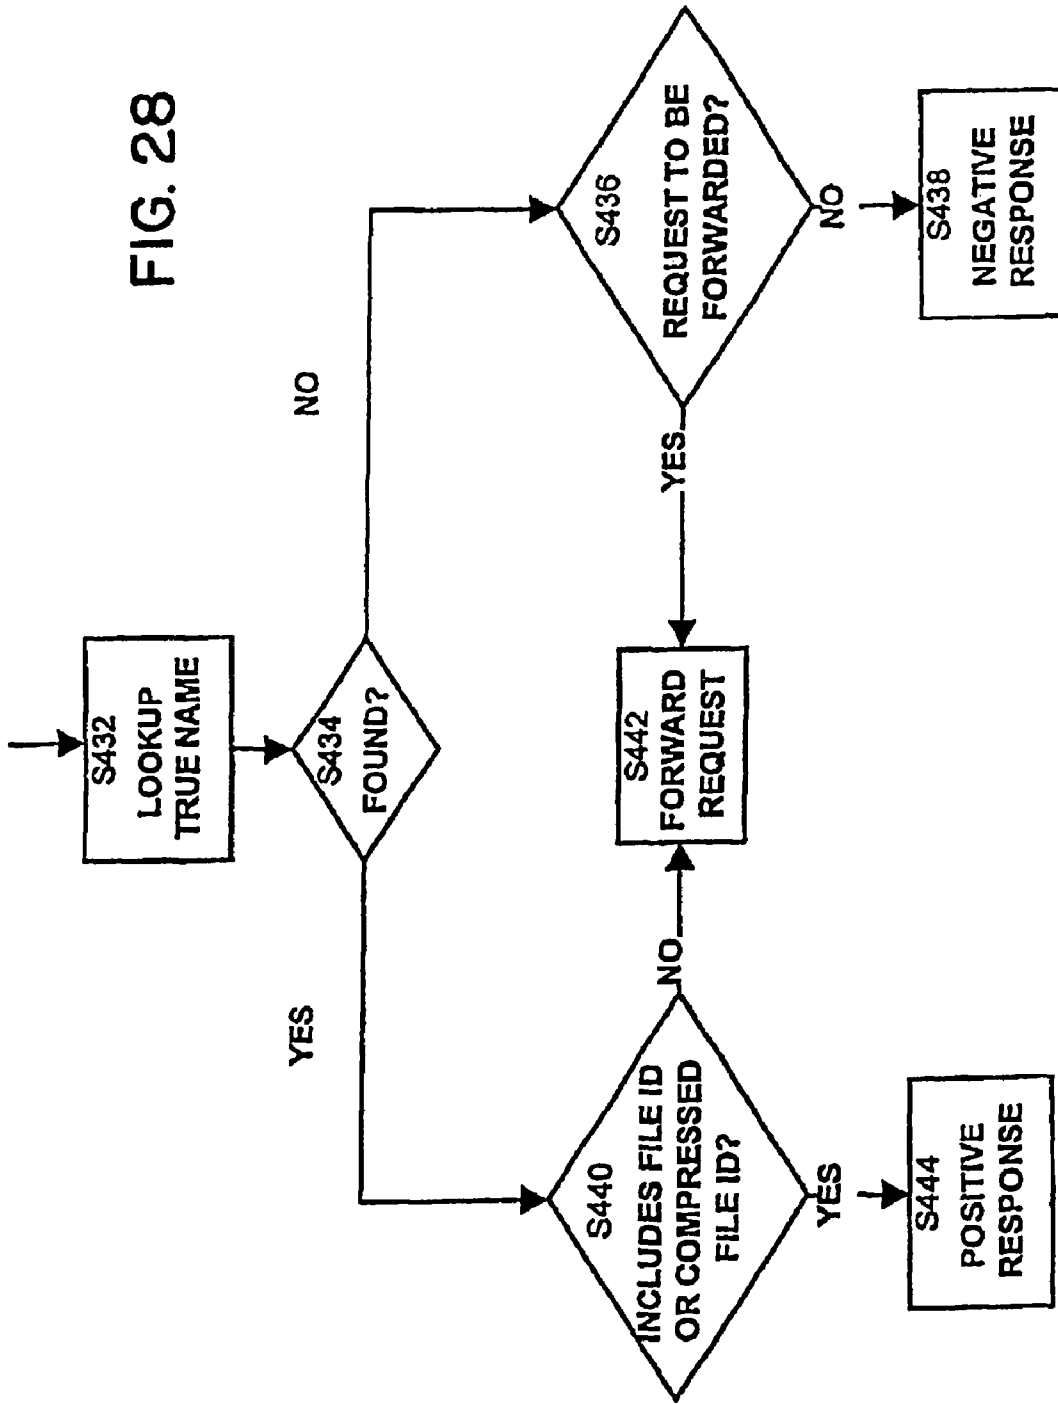 FIG. 28
S432
LOOKUP
TRUE NAME
S434
FOUND?
YES
NO
S440
INCLUDES FILE ID
OR COMPRESSED
FILE ID?
NO
YES
S442
FORWARD
REQUEST
S436
REQUEST TO BE
FORWARDED?
YES
NO
S444
POSITIVE
RESPONSE
S438
NEGATIVE
RESPONSE